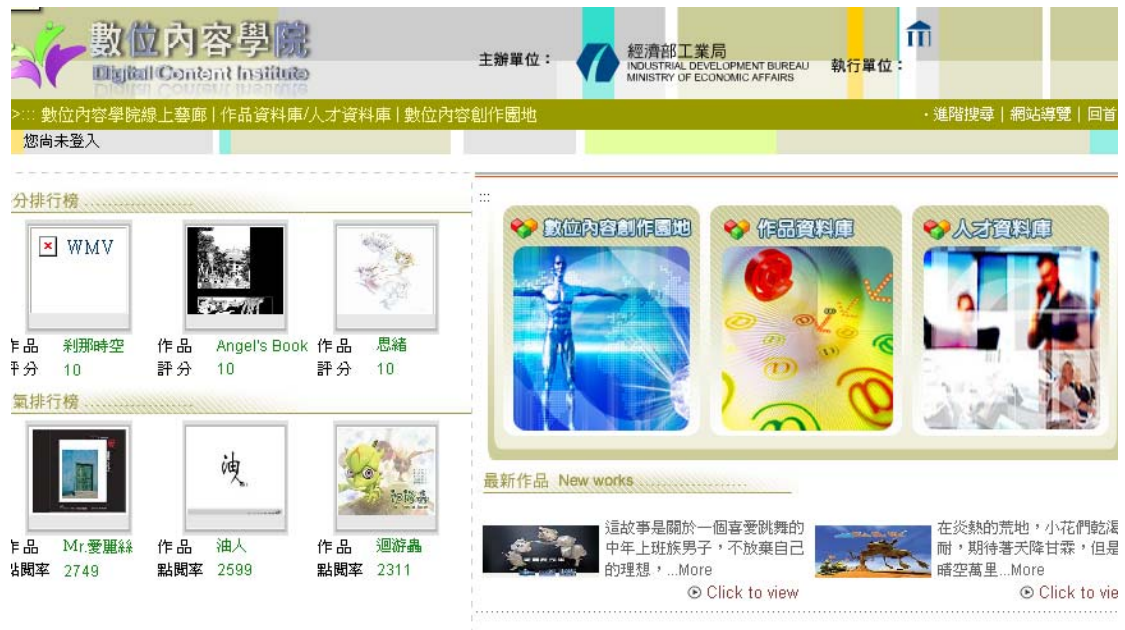 數位內容學院
Digital Content Institute
主辦單位：
經濟部工業局
INDUSTRIAL DEVELOPMENT BUREAU
MINISTRY OF ECONOMIC AFFAIRS
執行單位：
>::: 數位內容學院線上藝廊 | 作品資料庫/人才資料庫 | 數位內容創作園地
· 進階搜尋 | 網站導覽 | 回首
您尚未登入
分排行榜
WMV
作品 剎那時空
評分 10
作品 Angel's Book
評分 10
作品 思緒
評分 10
氣排行榜
油
作品 Mr.愛麗絲
點閱率 2749
作品 油人
點閱率 2599
作品 迴游蟲
點閱率 2311
:::
數位內容創作園地
作品資料庫
人才資料庫
最新作品 New works
這故事是關於一個喜愛跳舞的
中年上班族男子，不放棄自己
的理想，...More
Click to view
在炎熱的荒地，小花們乾渴
耐，期待著天降甘霖，但是
晴空萬里...More
Click to vie